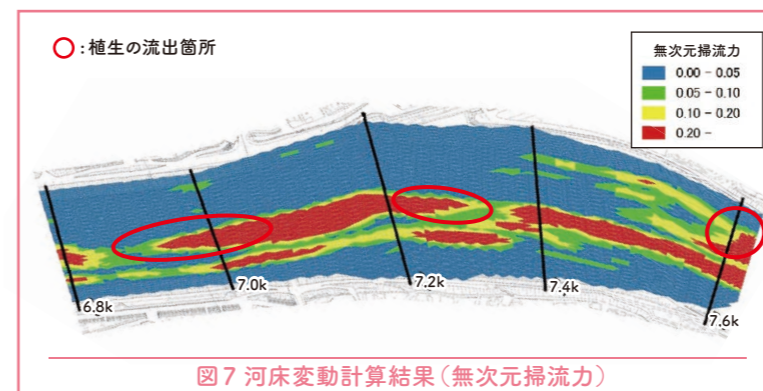 ○:植生の流出箇所
無次元掃流力
0.00 - 0.05
0.05 - 0.10
0.10 - 0.20
0.20 -
6.8k
7.0k
7.2k
7.4k
7.6k
図7 河床変動計算結果(無次元掃流力)